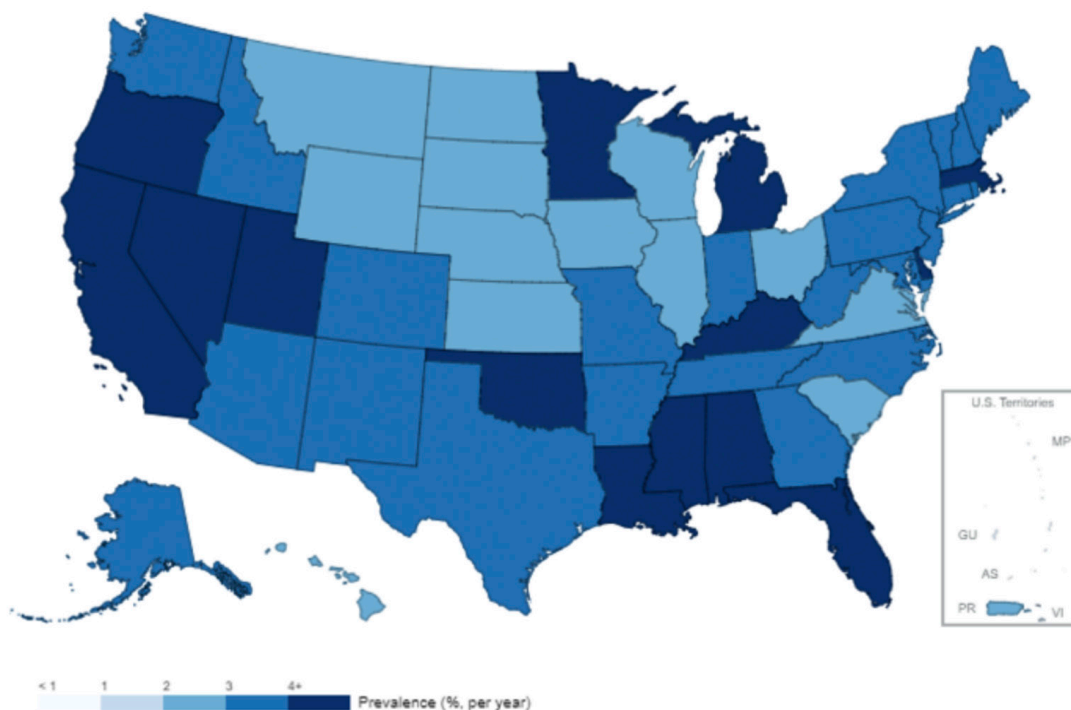 U.S. Territories
MP
GU
AS
PR
VI
< 1 1 2 3 4+
Prevalence (%, per year)